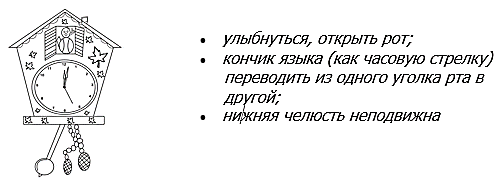 улыбнуться, открыть рот;
кончик языка (как часовую стрелку)
переводить из одного уголка рта в
другой;
нижняя челюсть неподвижна